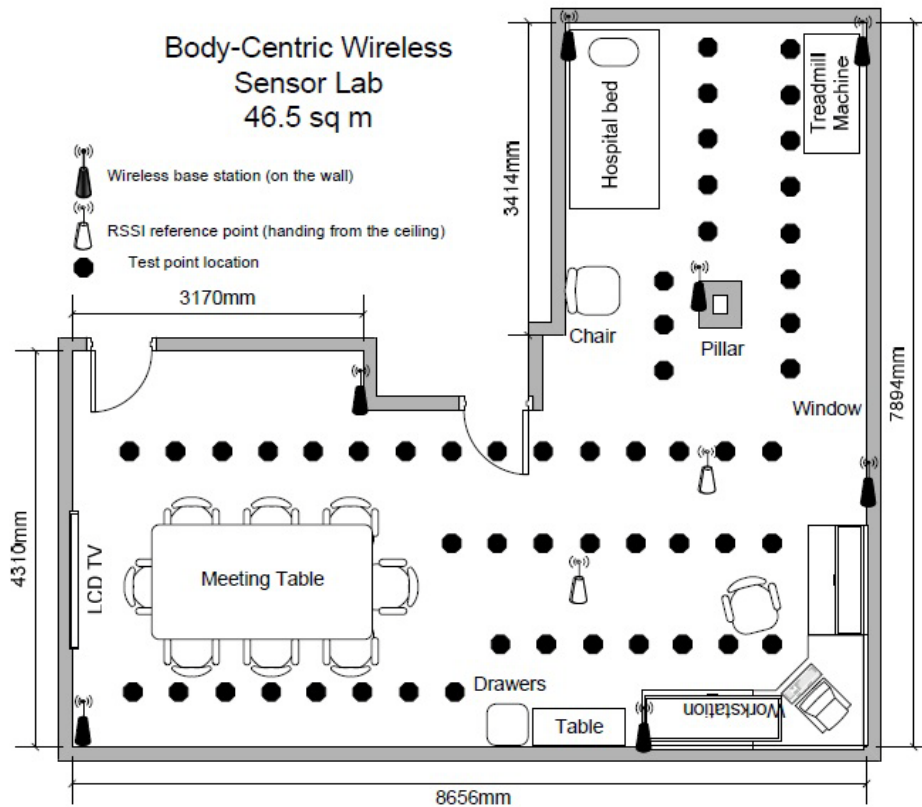 Body-Centric Wireless
Sensor Lab
46.5 sq m
Wireless base station (on the wall)
RSSI reference point (handing from the ceiling)
Test point location
3170mm
3414mm
Hospital bed
Treadmill
Machine
Chair
Pillar
Window
7894mm
4310mm
LCD TV
Meeting Table
Drawers
Table
Workstation
8656mm